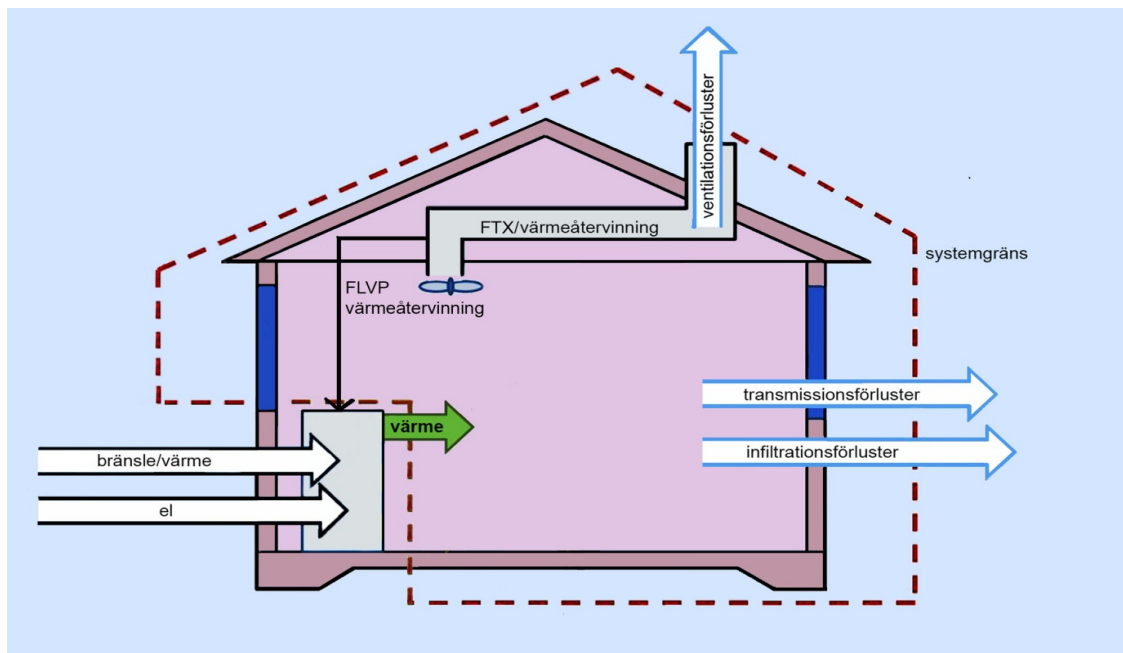 ventilationsförluster
FTX/värmeåtervinning
systemgräns
FLVP
värmeåtervinning
transmissionsförluster
värme
infiltrationsförluster
bränsle/värme
el